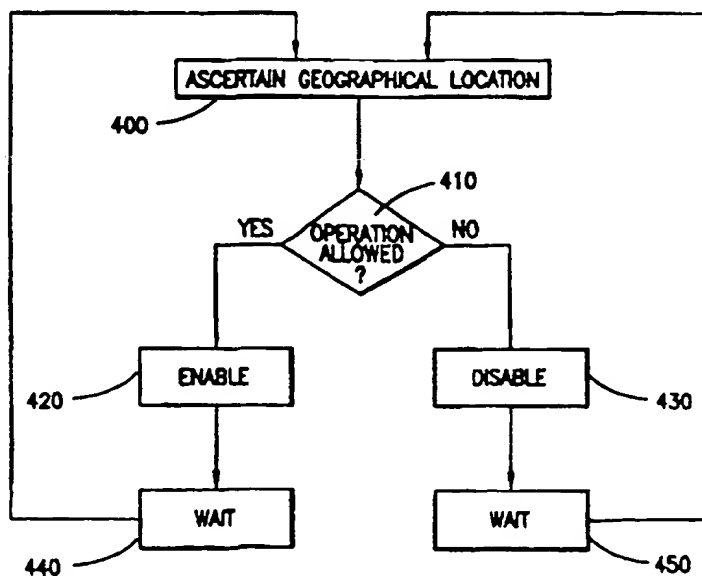 ASCERTAIN GEOGRAPHICAL LOCATION
400
410
YES
OPERATION
ALLOWED
?
NO
ENABLE
420
DISABLE
430
WAIT
440
WAIT
450